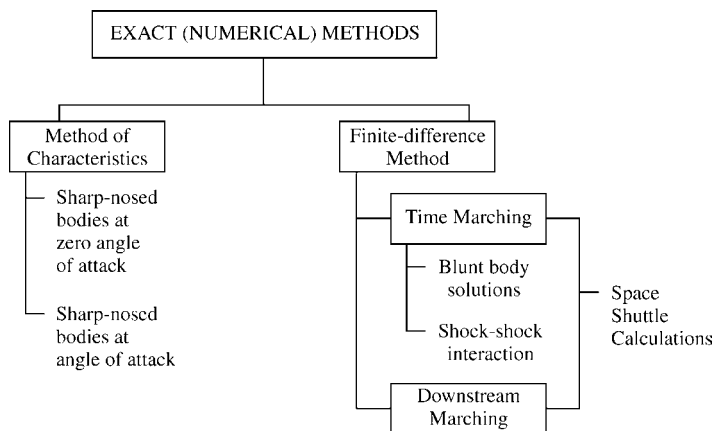 EXACT (NUMERICAL) METHODS
Method of
Characteristics
Sharp-nosed
bodies at
zero angle
of attack
Sharp-nosed
bodies at
angle of attack
Finite-difference
Method
Time Marching
Blunt body
solutions
Shock-shock
interaction
Downstream
Marching
Space
Shuttle
Calculations